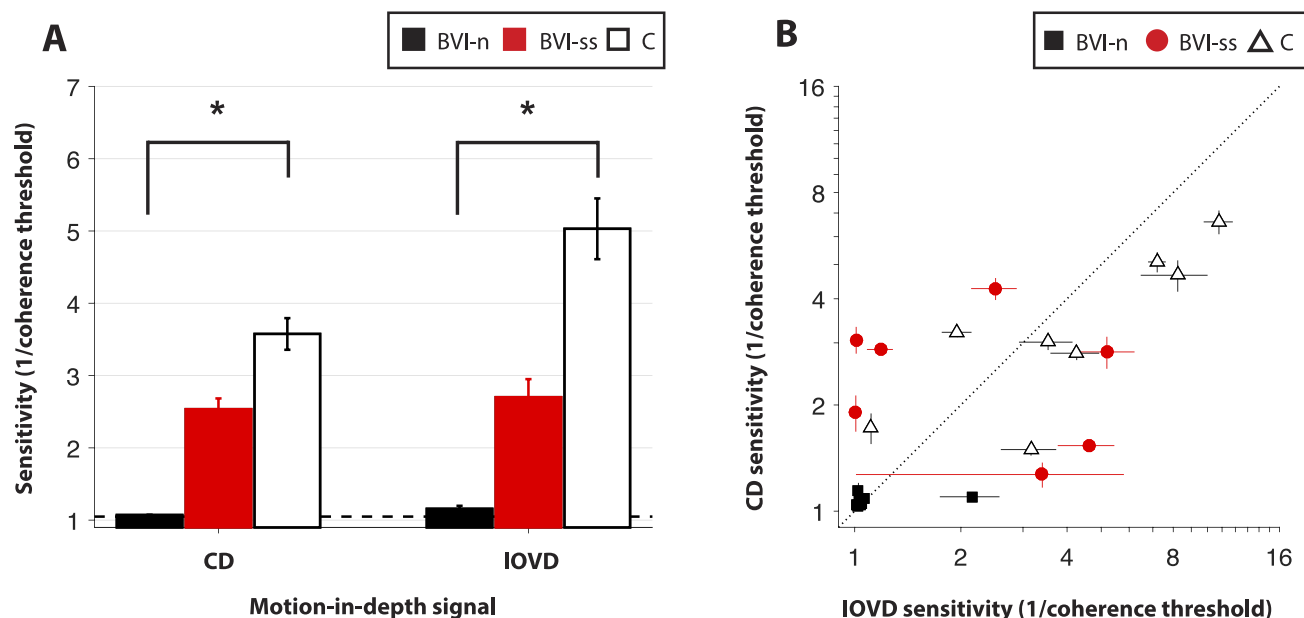 A
BVI-n BVI-ss C
Sensitivity (1/coherence threshold)
7
6
5
4
3
2
1
*
*
CD IOVD
Motion-in-depth signal
B
BVI-n BVI-ss C
CD sensitivity (1/coherence threshold)
16
8
4
2
1
1 2 4 8 16
IOVD sensitivity (1/coherence threshold)